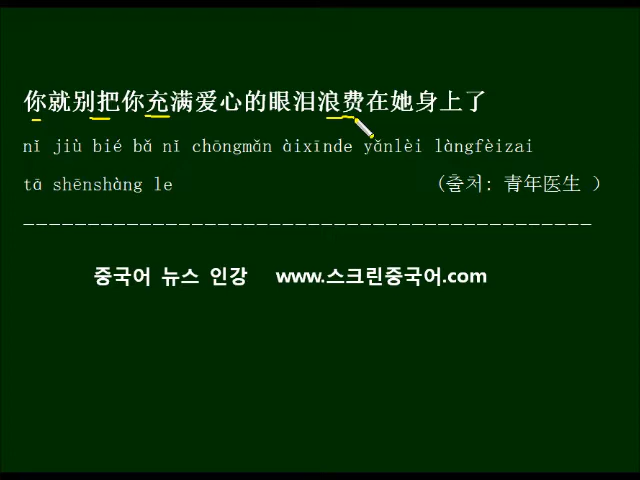 你就别把你充满爱心的眼泪浪费在她身上了
nǐ jiù bié bǎ nǐ chōngmǎn àixīnde yǎnlèi làngfèizai
tā shēnshàng le (출처: 青年医生 )
중국어 뉴스 인강 www.스크린중국어.com